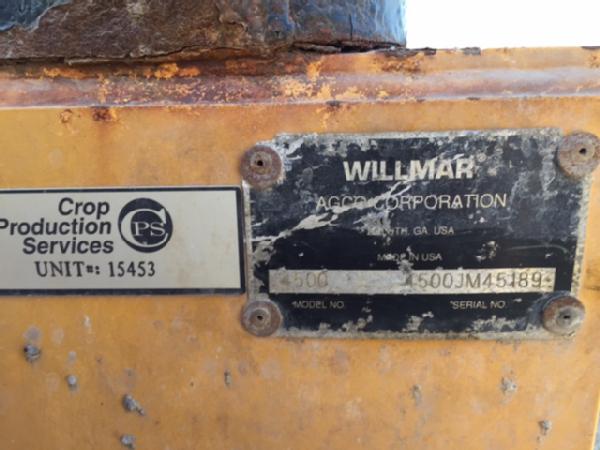 Crop
Production
Services
CPS
UNIT#: 15453
WILLMAR®
AGCO CORPORATION
GA. USA
MADE IN USA
4500 4500JM45189
MODEL NO. SERIAL NO.